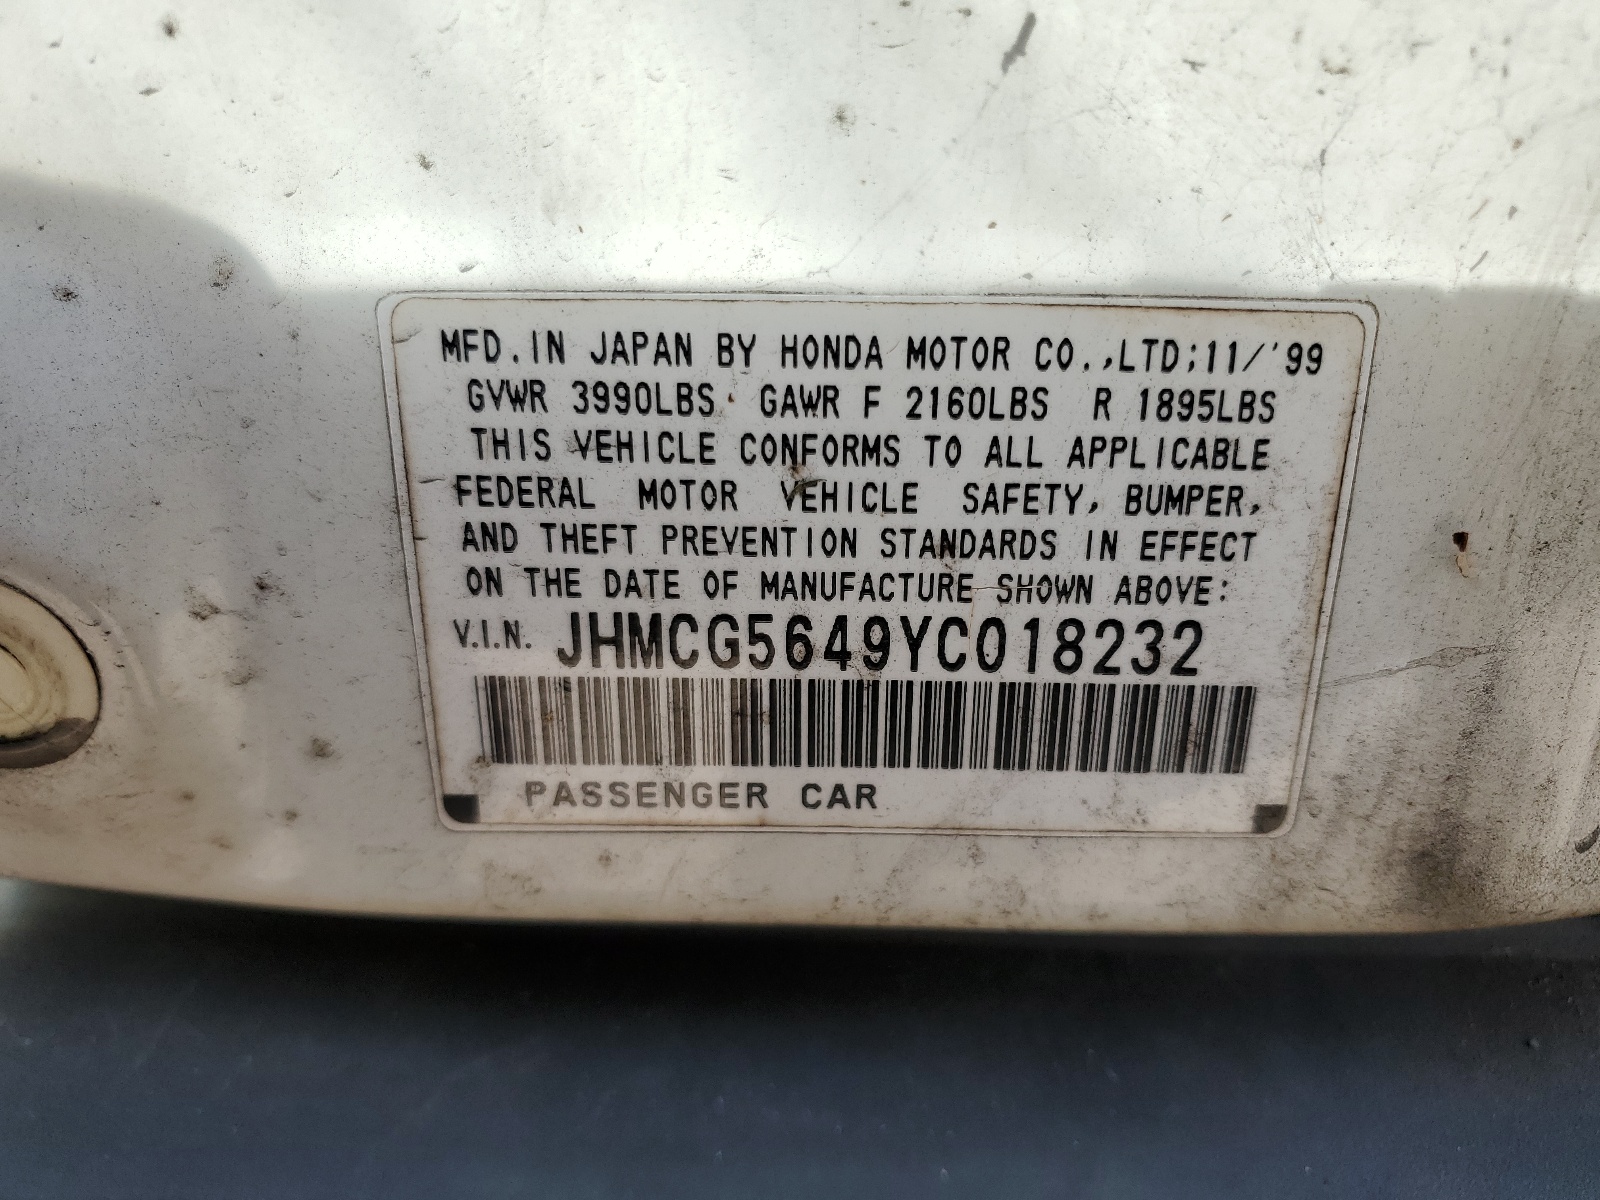 MFD. IN JAPAN BY HONDA MOTOR CO.,LTD;11/'99
GVWR 3990LBS GAWR F 2160LBS R 1895LBS
THIS VEHICLE CONFORMS TO ALL APPLICABLE
FEDERAL MOTOR VEHICLE SAFETY, BUMPER,
AND THEFT PREVENTION STANDARDS IN EFFECT
ON THE DATE OF MANUFACTURE SHOWN ABOVE:
V.I.N. JHMCG5649YC018232
PASSENGER CAR